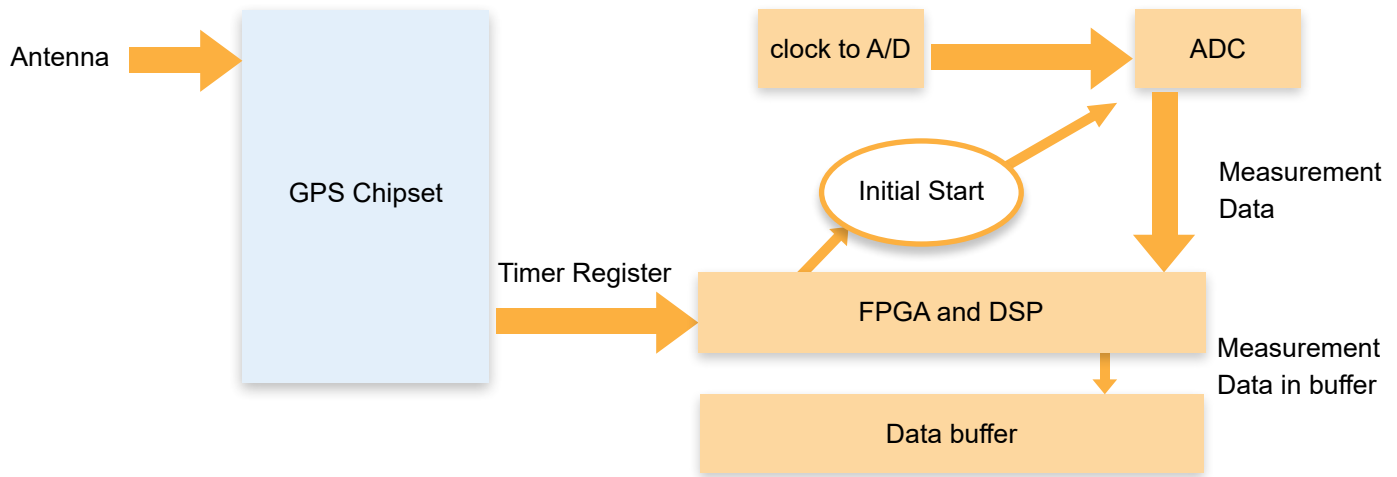 Antenna
GPS Chipset
clock to A/D
ADC
Initial Start
Measurement
Data
Timer Register
FPGA and DSP
Measurement
Data in buffer
Data buffer